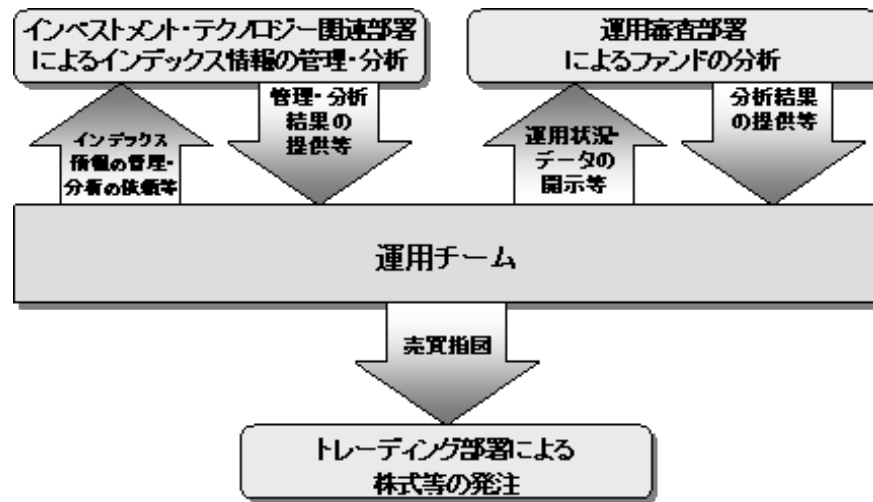 インベストメント・テクノロジー関連部署
によるインデックス情報の管理・分析
運用審査部署
によるファンドの分析
インデックス
情報の管理・
分析の依頼等
管理・分析
結果の
提供等
運用状況・
データの
開示等
分析結果
の提供等
運用チーム
売買指図
トレーディング部署による
株式等の発注